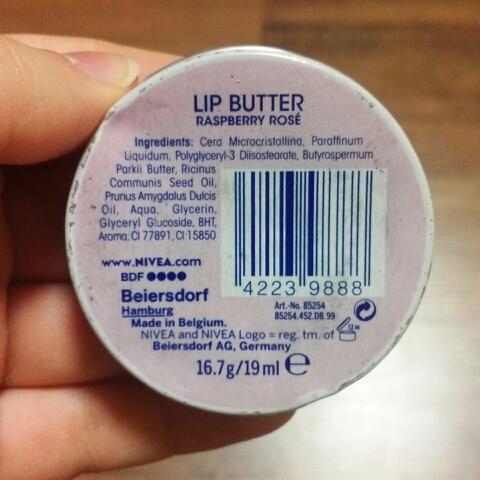 LIP BUTTER
RASPBERRY ROSÉ
Ingredients: Cera Microcristallina, Paraffinum
Liquidum, Polyglyceryl-3 Diisostearate, Butyrospermum
Parkii Butter, Ricinus
Communis Seed Oil,
Prunus Amygdalus Dulcis
Oil, Aqua, Glycerin,
Glyceryl Glucoside, BHT,
Aroma, CI 77891, CI 15850
4223 9888
www.NIVEA.com
BDF
Beiersdorf
Hamburg
Art.-No. 85254
85254.452.DB.99
Made in Belgium.
NIVEA and NIVEA Logo = reg. tm. of
12 M
Beiersdorf AG, Germany
16.7g/19 ml ℮